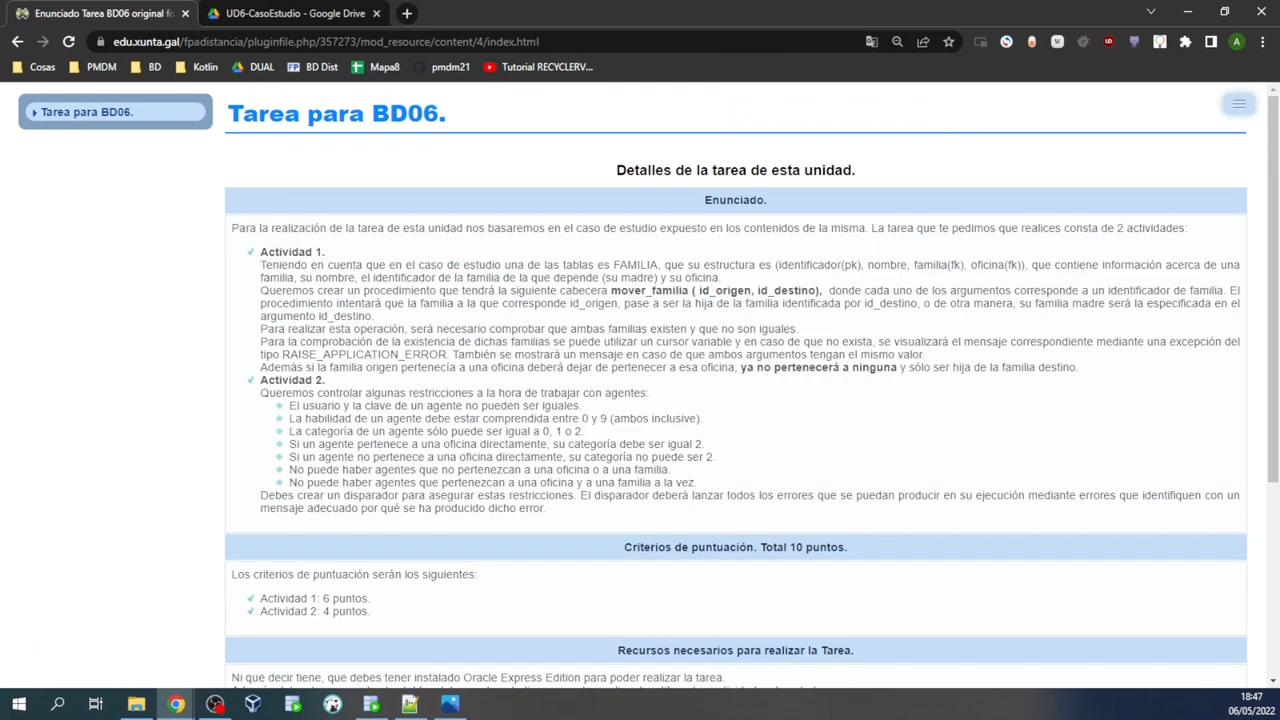 Enunciado Tarea BD06 original fo
UD6-CasoEstudio - Google Drive
edu.xunta.gal/fpadistancia/pluginfile.php/357273/mod_resource/content/4/index.html
Cosas PMDM BD Kotlin DUAL BD Dist Mapa8 pmdm21 Tutorial RECYCLERV...
Tarea para BD06.
Tarea para BD06.
Detalles de la tarea de esta unidad.
Enunciado.
Para la realización de la tarea de esta unidad nos basaremos en el caso de estudio expuesto en los contenidos de la misma. La tarea que te pedimos que realices consta de 2 actividades:
Actividad 1.
Teniendo en cuenta que en el caso de estudio una de las tablas es FAMILIA, que su estructura es (identificador(pk), nombre, familia(fk), oficina(fk)), que contiene información acerca de una
familia, su nombre, el identificador de la familia de la que depende (su madre) y su oficina.
Queremos crear un procedimiento que tendrá la siguiente cabecera mover_familia ( id_origen, id_destino), donde cada uno de los argumentos corresponde a un identificador de familia. El
procedimiento intentará que la familia a la que corresponde id_origen, pase a ser la hija de la familia identificada por id_destino, o de otra manera, su familia madre será la especificada en el
argumento id_destino.
Para realizar esta operación, será necesario comprobar que ambas familias existen y que no son iguales.
Para la comprobación de la existencia de dichas familias se puede utilizar un cursor variable y en caso de que no exista, se visualizará el mensaje correspondiente mediante una excepción del
tipo RAISE_APPLICATION_ERROR. También se mostrará un mensaje en caso de que ambos argumentos tengan el mismo valor.
Además si la familia origen pertenecía a una oficina deberá dejar de pertenecer a esa oficina, ya no pertenecerá a ninguna y sólo ser hija de la familia destino.
Actividad 2.
Queremos controlar algunas restricciones a la hora de trabajar con agentes:
El usuario y la clave de un agente no pueden ser iguales.
La habilidad de un agente debe estar comprendida entre 0 y 9 (ambos inclusive).
La categoría de un agente sólo puede ser igual a 0, 1 o 2.
Si un agente pertenece a una oficina directamente, su categoría debe ser igual 2.
Si un agente no pertenece a una oficina directamente, su categoría no puede ser 2.
No puede haber agentes que no pertenezcan a una oficina o a una familia.
No puede haber agentes que pertenezcan a una oficina y a una familia a la vez.
Debes crear un disparador para asegurar estas restricciones. El disparador deberá lanzar todos los errores que se puedan producir en su ejecución mediante errores que identifiquen con un
mensaje adecuado por qué se ha producido dicho error.
Criterios de puntuación. Total 10 puntos.
Los criterios de puntuación serán los siguientes:
Actividad 1: 6 puntos.
Actividad 2: 4 puntos.
Recursos necesarios para realizar la Tarea.
Ni que decir tiene, que debes tener instalado Oracle Express Edition para poder realizar la tarea.
18:47
06/05/2022